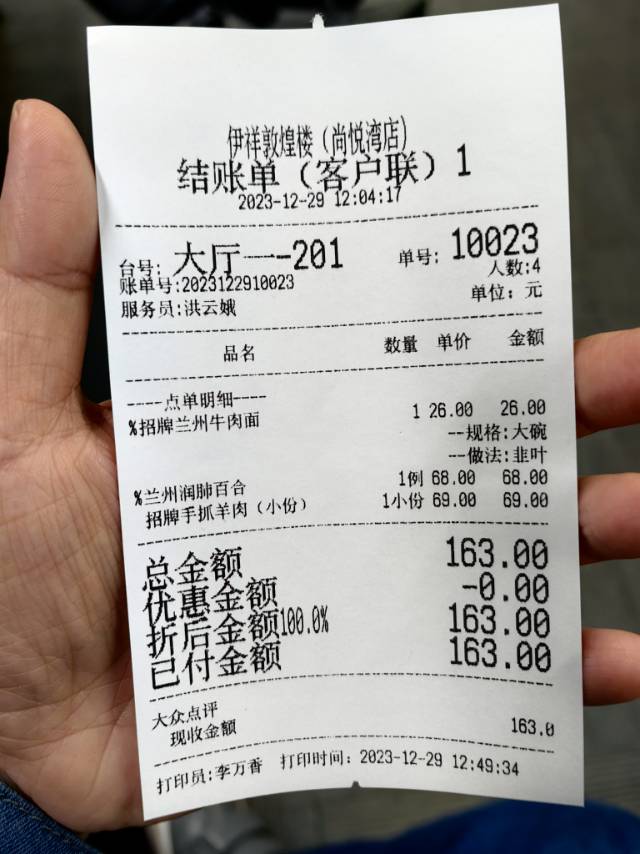 伊祥敦煌楼（尚悦湾店）
结账单（客户联）1
2023-12-29 12:04:17
台号: 大厅一-201 单号: 10023
账单号:2023122910023 人数:4
服务员:洪云娥 单位: 元
品名 数量 单价 金额
----点单明细----
%招牌兰州牛肉面 1 26.00 26.00
--规格:大碗
--做法:韭叶
%兰州润肺百合 1例 68.00 68.00
招牌手抓羊肉（小份） 1小份 69.00 69.00
总金额 163.00
优惠金额 -0.00
折后金额100.0% 163.00
已付金额 163.00
大众点评
现收金额 163.0
打印员:李万香 打印时间: 2023-12-29 12:49:34